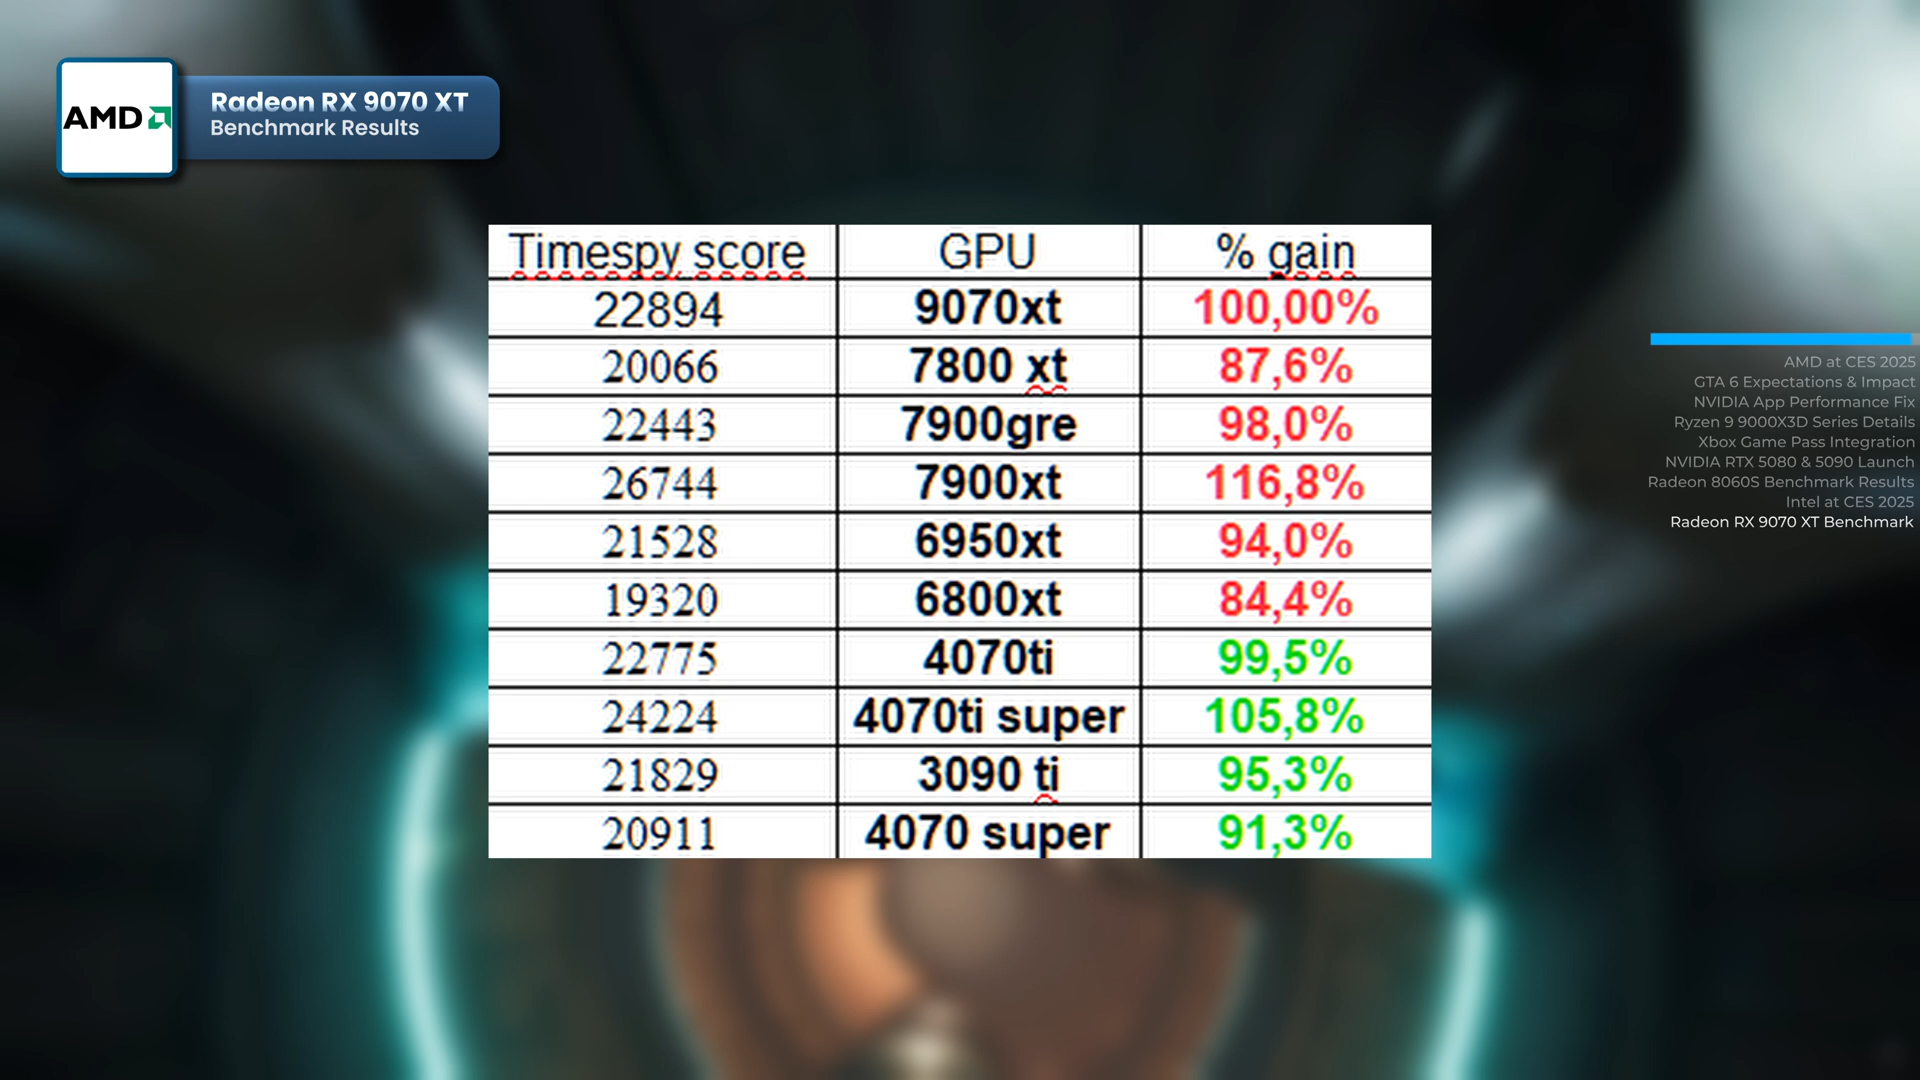 AMD
Radeon RX 9070 XT
Benchmark Results
Timespy score GPU % gain
22894 9070xt 100,00%
20066 7800 xt 87,6%
22443 7900gre 98,0%
26744 7900xt 116,8%
21528 6950xt 94,0%
19320 6800xt 84,4%
22775 4070ti 99,5%
24224 4070ti super 105,8%
21829 3090 ti 95,3%
20911 4070 super 91,3%
AMD at CES 2025
GTA 6 Expectations & Impact
NVIDIA App Performance Fix
Ryzen 9 9000X3D Series Details
Xbox Game Pass Integration
NVIDIA RTX 5080 & 5090 Launch
Radeon 8060S Benchmark Results
Intel at CES 2025
Radeon RX 9070 XT Benchmark